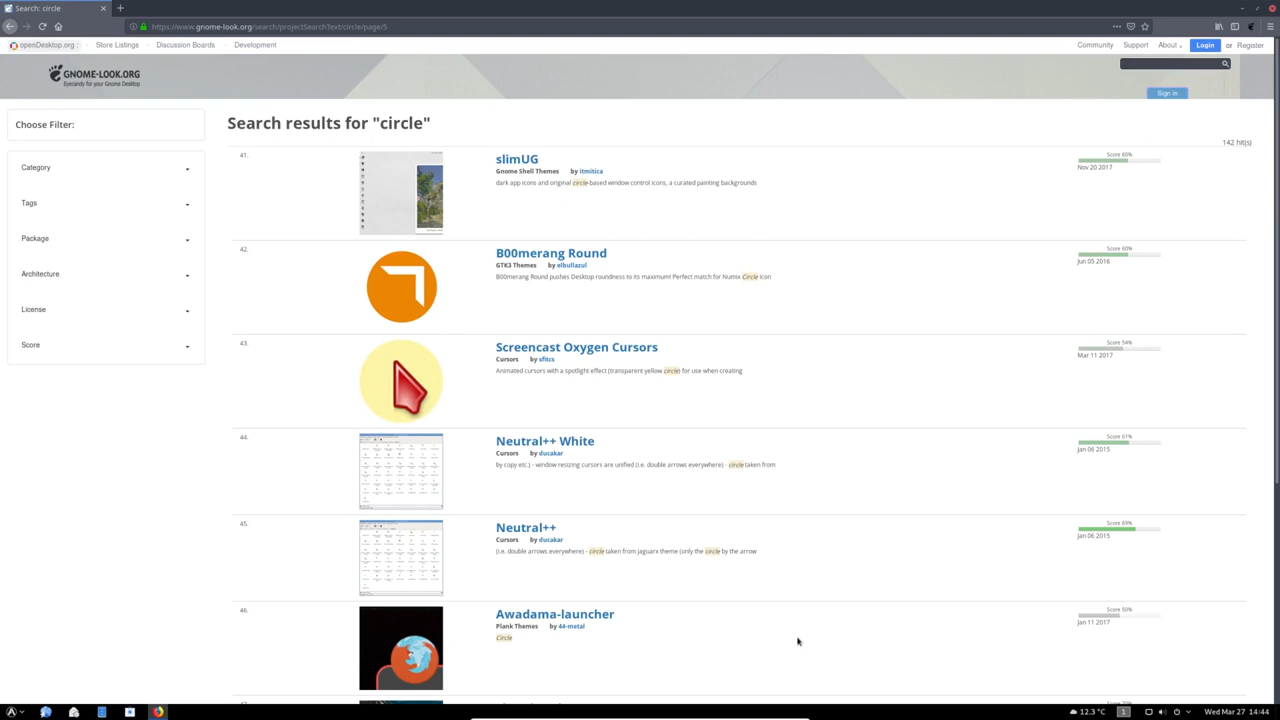 Search: circle
https://www.gnome-look.org/search/projectSearchText/circle/page/5
openDesktop.org :
Store Listings
Discussion Boards
Development
Community
Support
About
Login
or
Register
GNOME-LOOK.ORG
Eyecandy for your Gnome Desktop
Sign in
Choose Filter:
Category
Tags
Package
Architecture
License
Score
Search results for "circle"
142 hit(s)
41.
slimUG
Gnome Shell Themes by itmitica
dark app icons and original circle-based window control icons, a curated painting backgrounds
Score 60%
Nov 20 2017
42.
B00merang Round
GTK3 Themes by elbullazul
B00merang Round pushes Desktop roundness to its maximum! Perfect match for Numix Circle Icon
Score 60%
Jun 05 2016
43.
Screencast Oxygen Cursors
Cursors by sfitcs
Animated cursors with a spotlight effect (transparent yellow circle) for use when creating
Score 54%
Mar 11 2017
44.
Neutral++ White
Cursors by ducakar
by copy etc.) - window resizing cursors are unified (i.e. double arrows everywhere) - circle taken from
Score 61%
Jan 06 2015
45.
Neutral++
Cursors by ducakar
(i.e. double arrows everywhere) - circle taken from jaguarx theme (only the circle by the arrow
Score 69%
Jan 06 2015
46.
Awadama-launcher
Plank Themes by 44-metal
Circle
Score 50%
Jan 11 2017
12.3 °C
1
Wed Mar 27 14:44